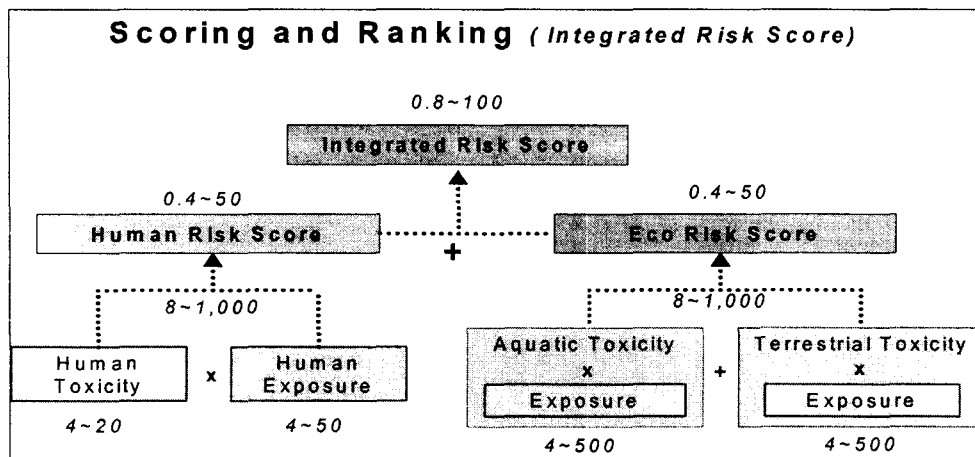 Scoring and Ranking (Integrated Risk Score)
0.8~100
Integrated Risk Score
0.4~50
0.4~50
Human Risk Score
+
Eco Risk Score
8~1,000
8~1,000
Human
Toxicity
4~20
x
Human
Exposure
4~50
Aquatic Toxicity
x
Exposure
4~500
+
Terrestrial Toxicity
x
Exposure
4~500